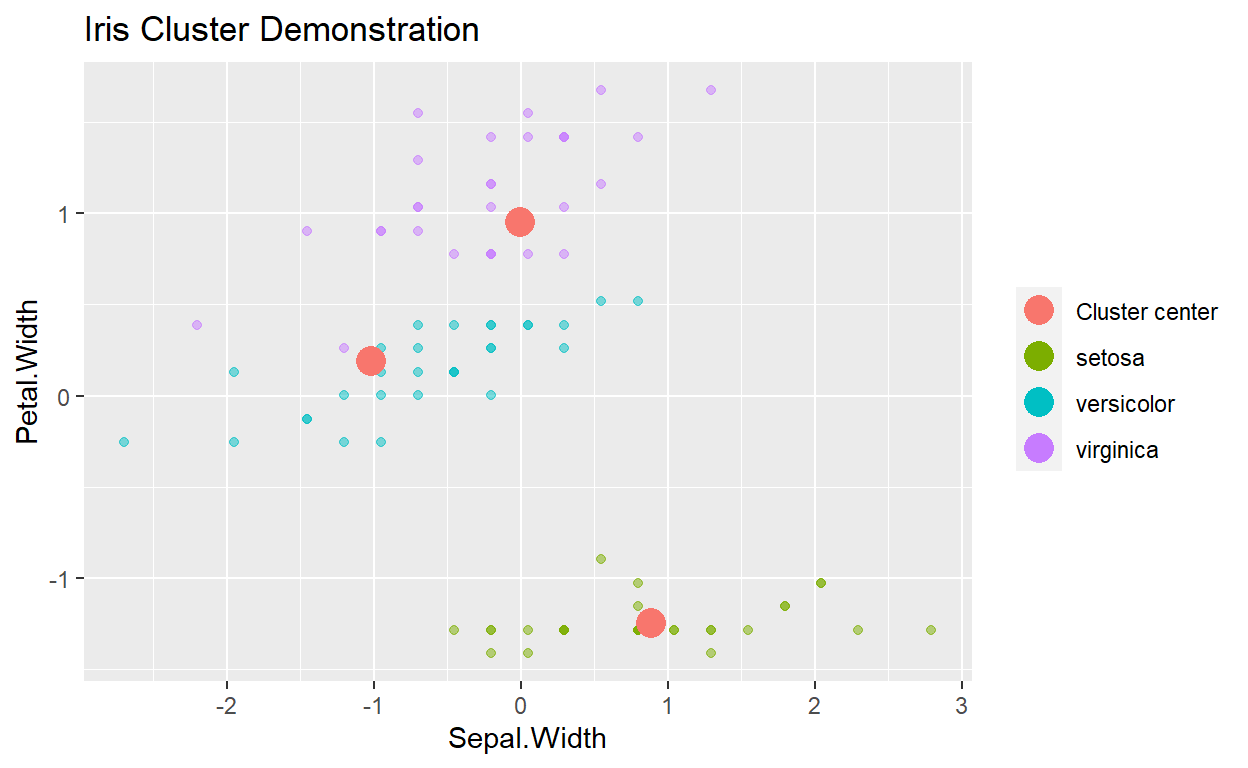 Iris Cluster Demonstration
Petal.Width
1
0
-1
-2 -1 0 1 2 3
Sepal.Width
Cluster center
setosa
versicolor
virginica